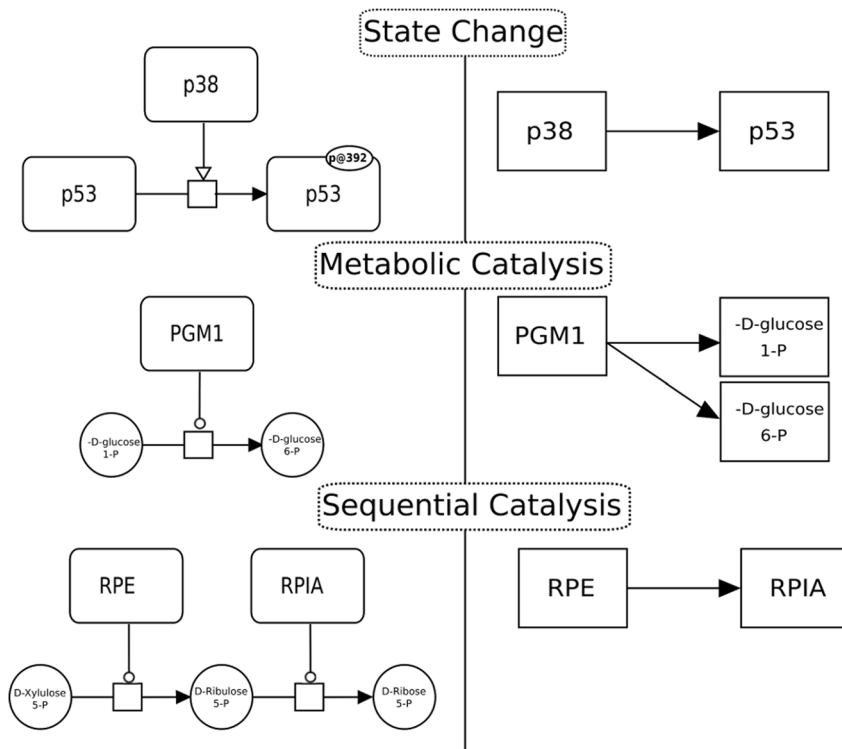 State Change
p38
p53
p@392
p53
p38
p53
Metabolic Catalysis
PGM1
-D-glucose
1-P
-D-glucose
6-P
PGM1
-D-glucose
1-P
-D-glucose
6-P
Sequential Catalysis
RPE
RPIA
D-Xylulose
5-P
D-Ribulose
5-P
D-Ribose
5-P
RPE
RPIA